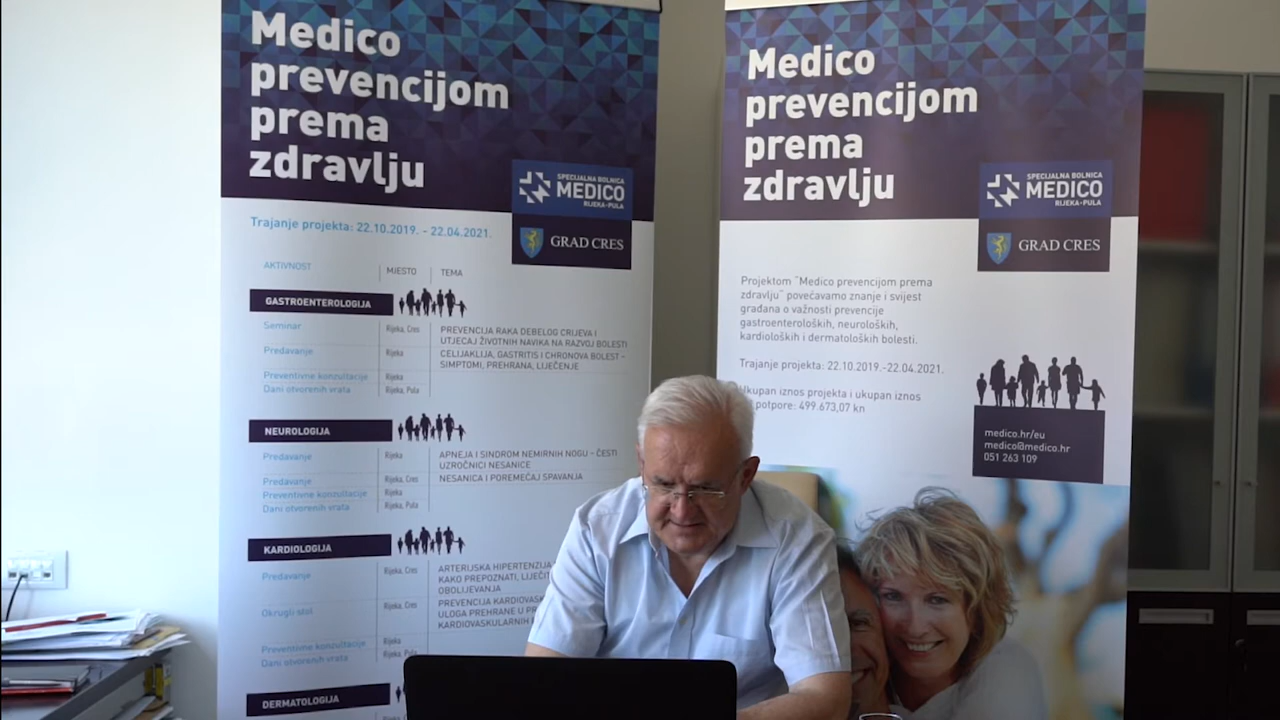 Medico
prevencijom
prema
zdravlju
SPECIJALNA BOLNICA
MEDICO
RIJEKA-PULA
GRAD CRES
Trajanje projekta: 22.10.2019. - 22.04.2021.
AKTIVNOST MJESTO TEMA
GASTROENTEROLOGIJA
Seminar Rijeka, Cres PREVENCIJA RAKA DEBELOG CRIJEVA I
UTJECAJ ŽIVOTNIH NAVIKA NA RAZVOJ BOLESTI
Predavanje Rijeka CELIJAKLIJA, GASTRITIS I CHRONOVA BOLEST -
SIMPTOMI, PREHRANA, LIJEČENJE
Preventivne konzultacije Rijeka
Dani otvorenih vrata Rijeka, Pula
NEUROLOGIJA
Predavanje Rijeka APNEJA I SINDROM NEMIRNIH NOGU - ČESTI
UZROČNICI NESANICE
Predavanje Rijeka, Cres NESANICA I POREMEĆAJ SPAVANJA
Preventivne konzultacije Rijeka
Dani otvorenih vrata Rijeka, Pula
KARDIOLOGIJA
Predavanje Rijeka, Cres ARTERIJSKA HIPERTENZIJA
KAKO PREPOZNATI, LIJEČITI
OBOLIJEVANJA
Okrugli stol Rijeka, Cres PREVENCIJA KARDIOVASK
ULOGA PREHRANE U PR
KARDIOVASKULARNIH
Preventivne konzultacije Rijeka
Dani otvorenih vrata Rijeka, Pula
DERMATOLOGIJA
Medico
prevencijom
prema
zdravlju
SPECIJALNA BOLNICA
MEDICO
RIJEKA-PULA
GRAD CRES
Projektom "Medico prevencijom prema
zdravlju" povećavamo znanje i svijest
građana o važnosti prevencije
gastroenteroloških, neuroloških,
kardioloških i dermatoloških bolesti.
Trajanje projekta: 22.10.2019.-22.04.2021.
Ukupan iznos projekta i ukupan iznos
potpore: 499.673,07 kn
medico.hr/eu
medico@medico.hr
051 263 109